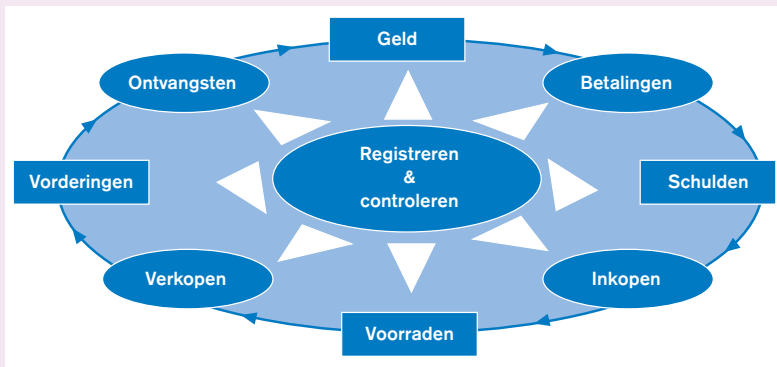 Geld
Ontvangsten
Betalingen
Registreren
&
controleren
Vorderingen
Schulden
Verkopen
Inkopen
Voorraden